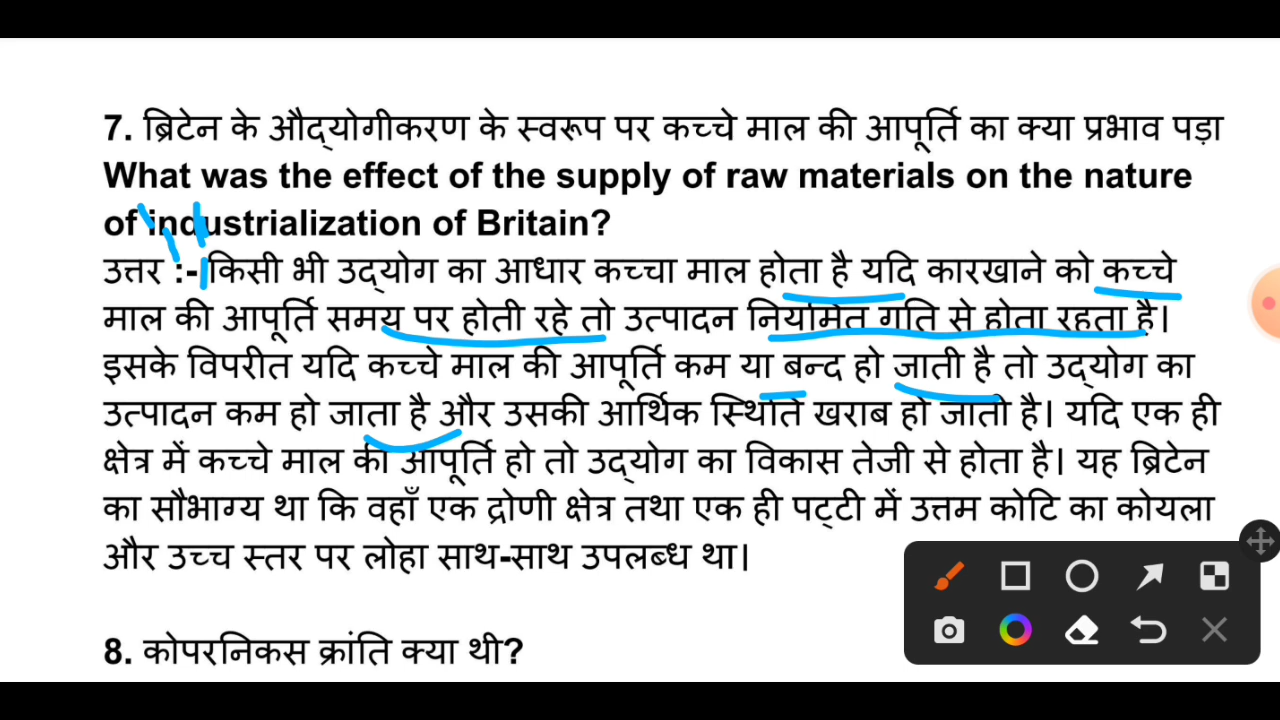 7. ब्रिटेन के औद्योगीकरण के स्वरूप पर कच्चे माल की आपूर्ति का क्या प्रभाव पड़ा
What was the effect of the supply of raw materials on the nature
of industrialization of Britain?
उत्तर :- किसी भी उद्योग का आधार कच्चा माल होता है यदि कारखाने को कच्चे
माल की आपूर्ति समय पर होती रहे तो उत्पादन नियमित गति से होता रहता है।
इसके विपरीत यदि कच्चे माल की आपूर्ति कम या बन्द हो जाती है तो उद्योग का
उत्पादन कम हो जाता है और उसकी आर्थिक स्थिति खराब हो जाती है। यदि एक ही
क्षेत्र में कच्चे माल की आपूर्ति हो तो उद्योग का विकास तेजी से होता है। यह ब्रिटेन
का सौभाग्य था कि वहाँ एक द्रोणी क्षेत्र तथा एक ही पट्टी में उत्तम कोटि का कोयला
और उच्च स्तर पर लोहा साथ-साथ उपलब्ध था।
8. कोपरनिकस क्रांति क्या थी?